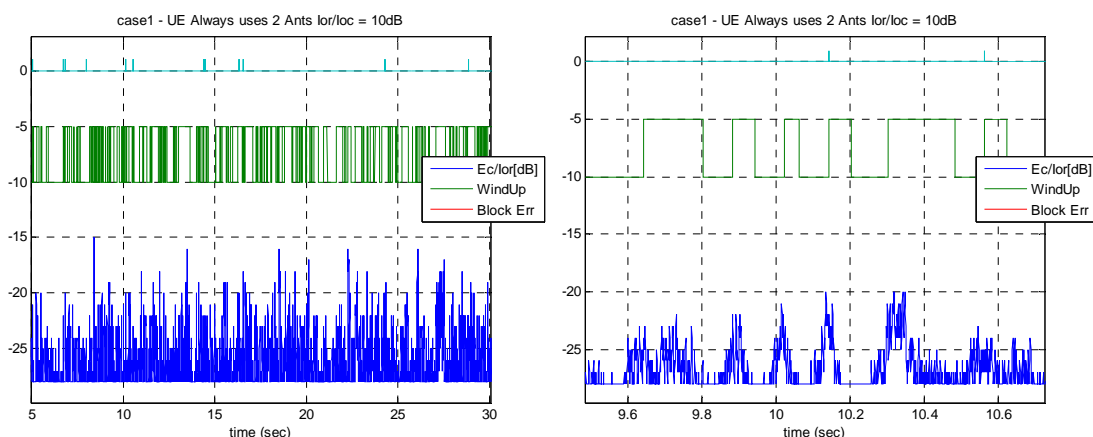 case1 - UE Always uses 2 Ants Ior/Ioc = 10dB
0
-5
-10
-15
-20
-25
5
10
15
20
25
30
time (sec)
Ec/Ior[dB]
WindUp
Block Err
case1 - UE Always uses 2 Ants Ior/Ioc = 10dB
0
-5
-10
-15
-20
-25
9.6
9.8
10
10.2
10.4
10.6
time (sec)
Ec/Ior[dB]
WindUp
Block Err